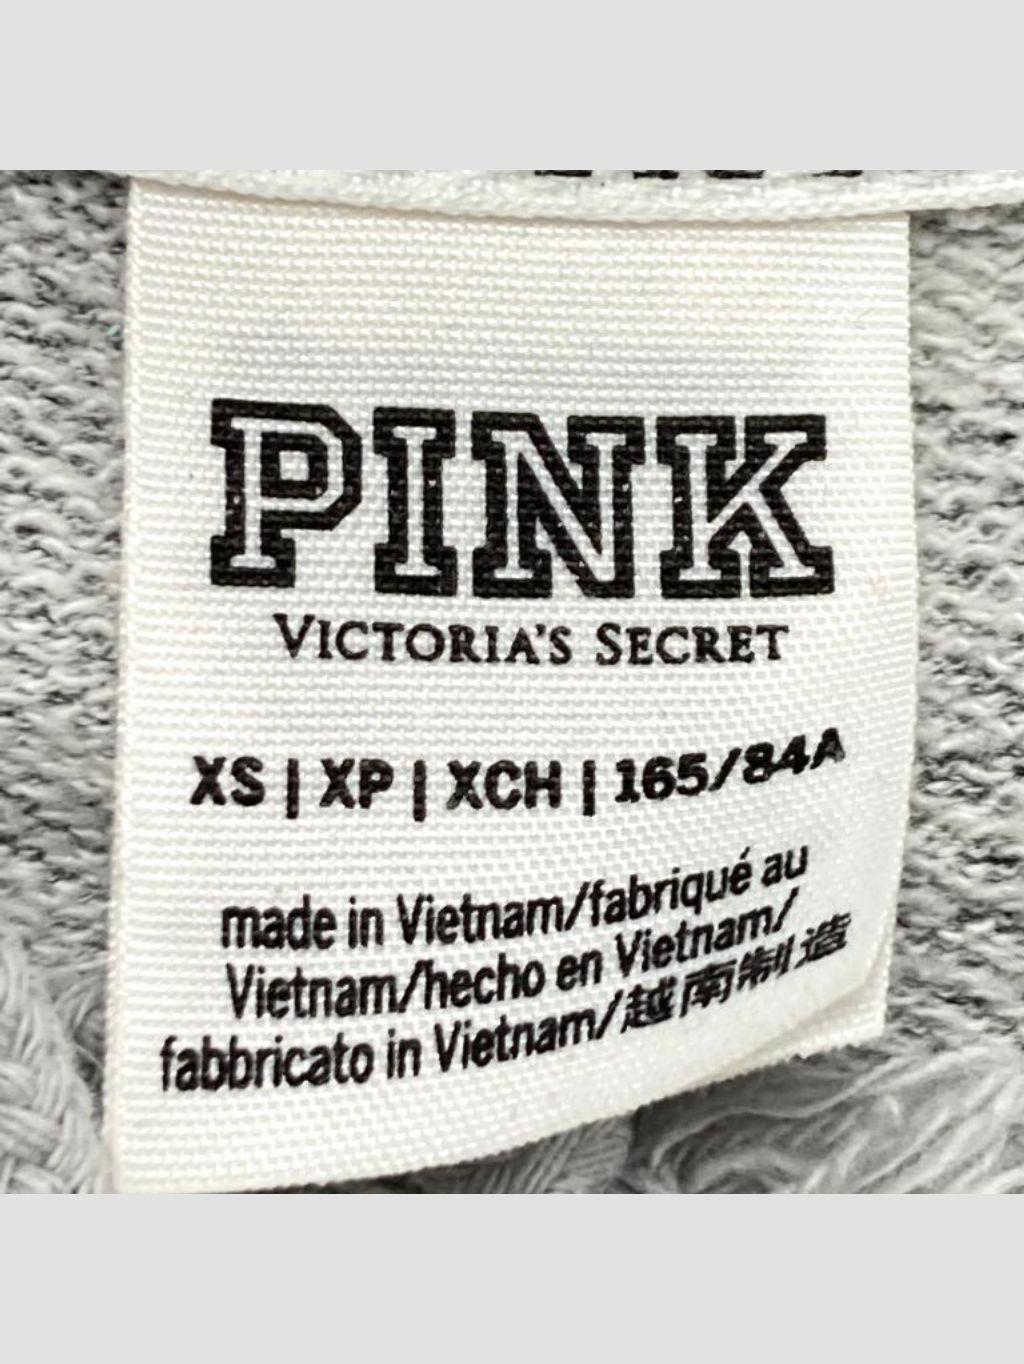 PINK
VICTORIA'S SECRET
XS | XP | XCH | 165/84A
made in Vietnam/fabriqué au
Vietnam/hecho en Vietnam/
fabbricato in Vietnam/越南制造